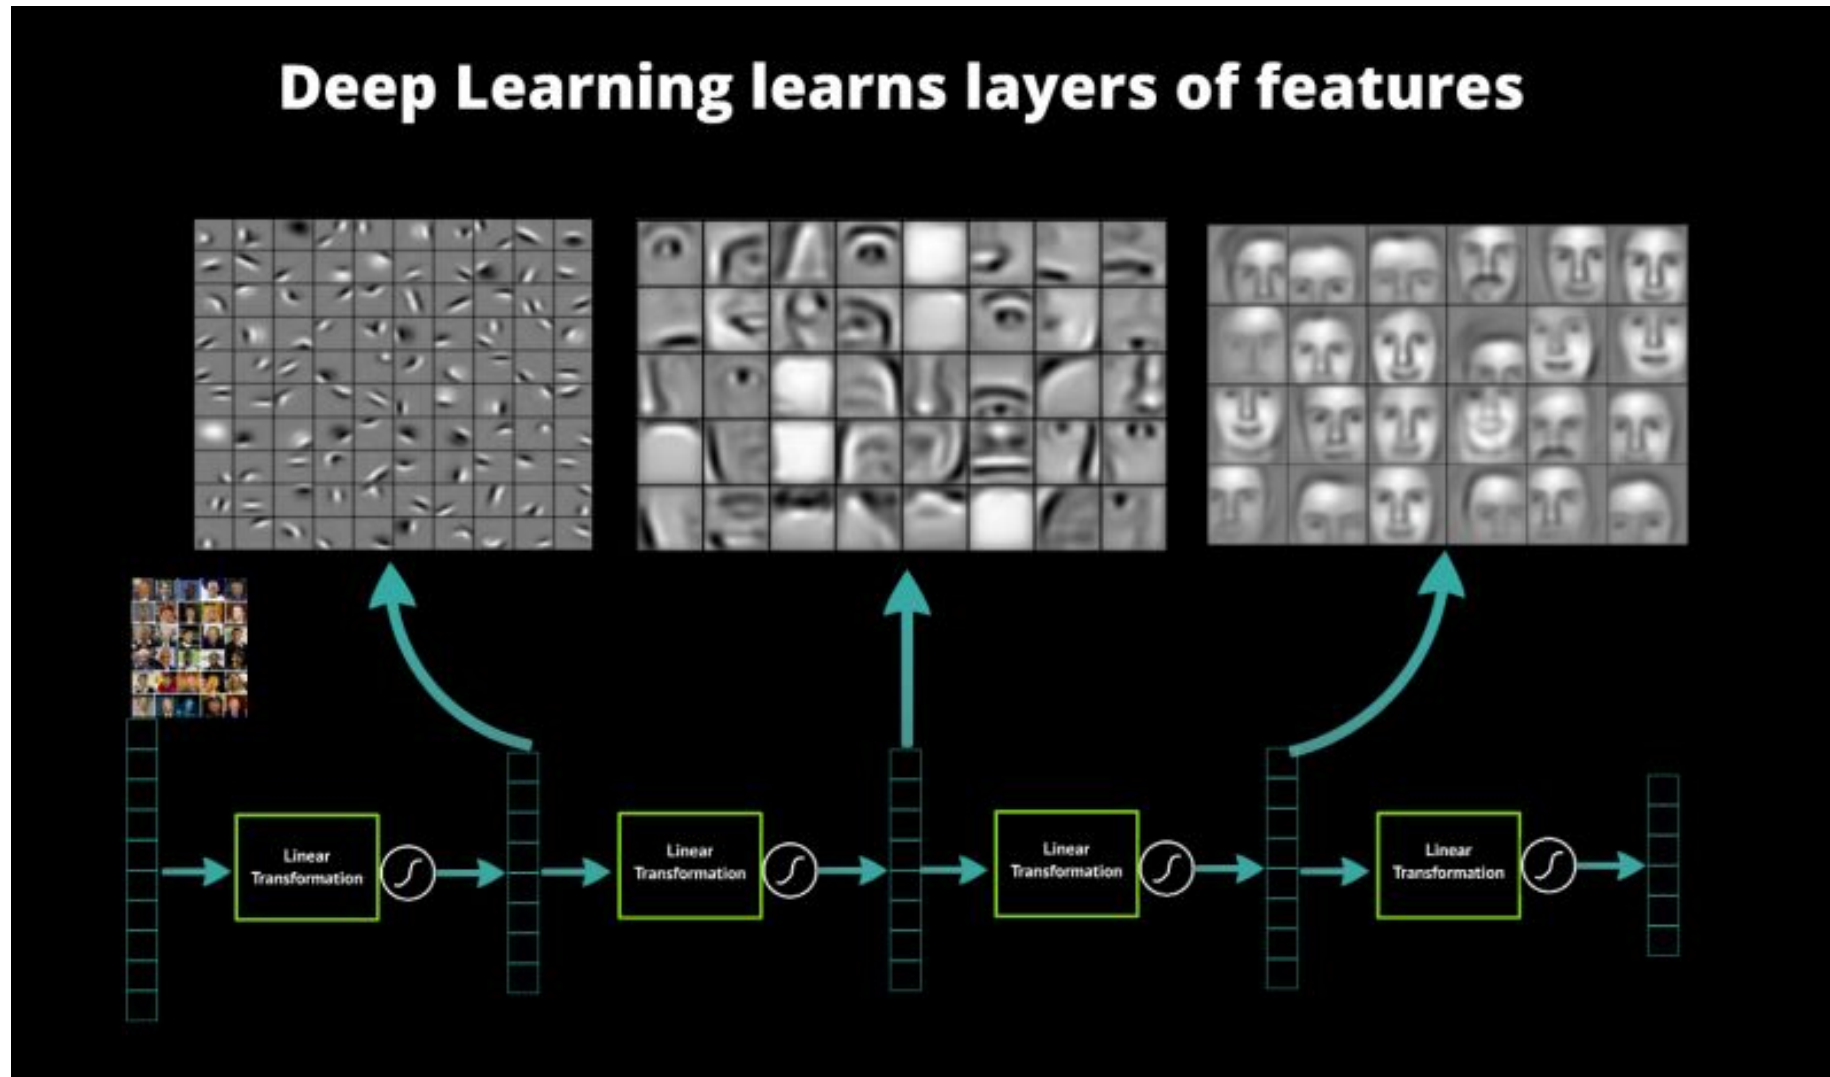 Deep Learning learns layers of features
Linear
Transformation
Linear
Transformation
Linear
Transformation
Linear
Transformation